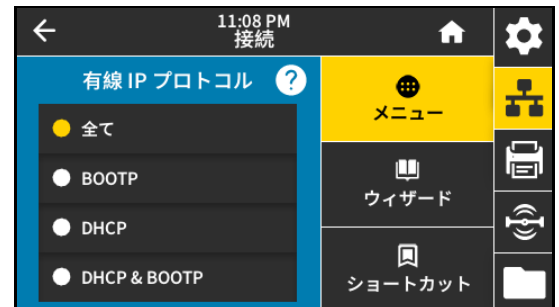 11:08 PM
接続
有線 IP プロトコル ?
全て
BOOTP
DHCP
DHCP & BOOTP
メニュー
ウィザード
ショートカット